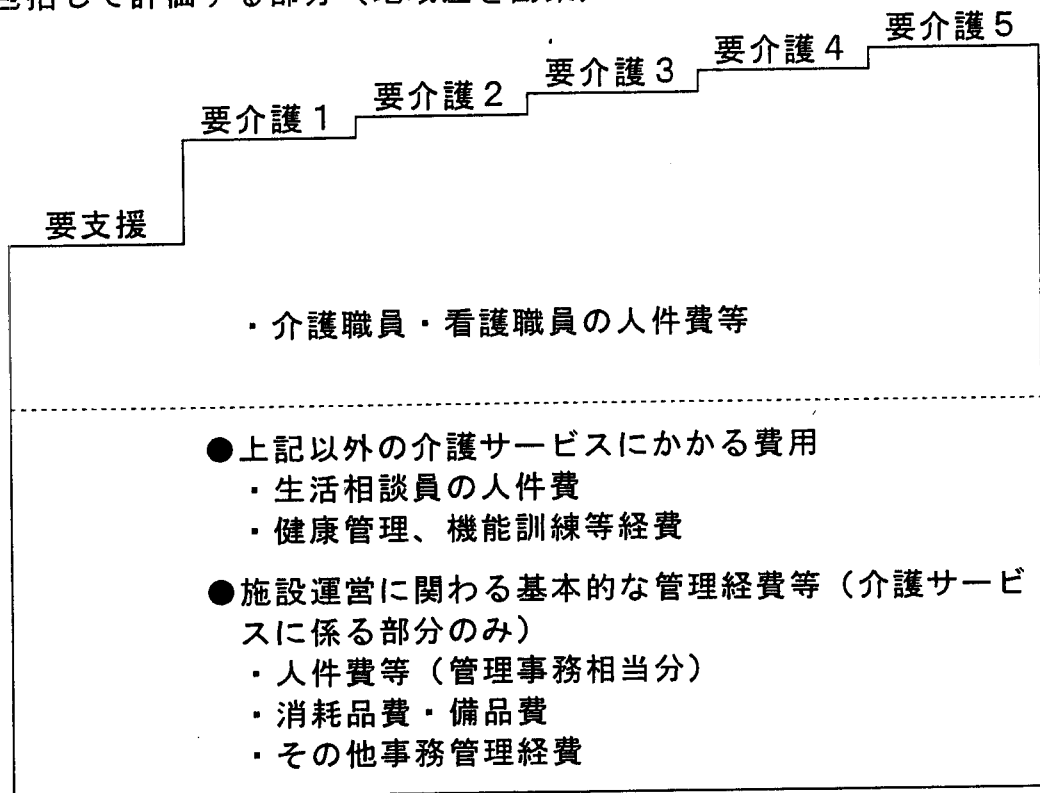 要介護５
要介護４
要介護３
要介護２
要介護１
要支援
・介護職員・看護職員の人件費等
●上記以外の介護サービスにかかる費用
・生活相談員の人件費
・健康管理、機能訓練等経費
●施設運営に関わる基本的な管理経費等（介護サービ
スに係る部分のみ）
・人件費等（管理事務相当分）
・消耗品費・備品費
・その他事務管理経費